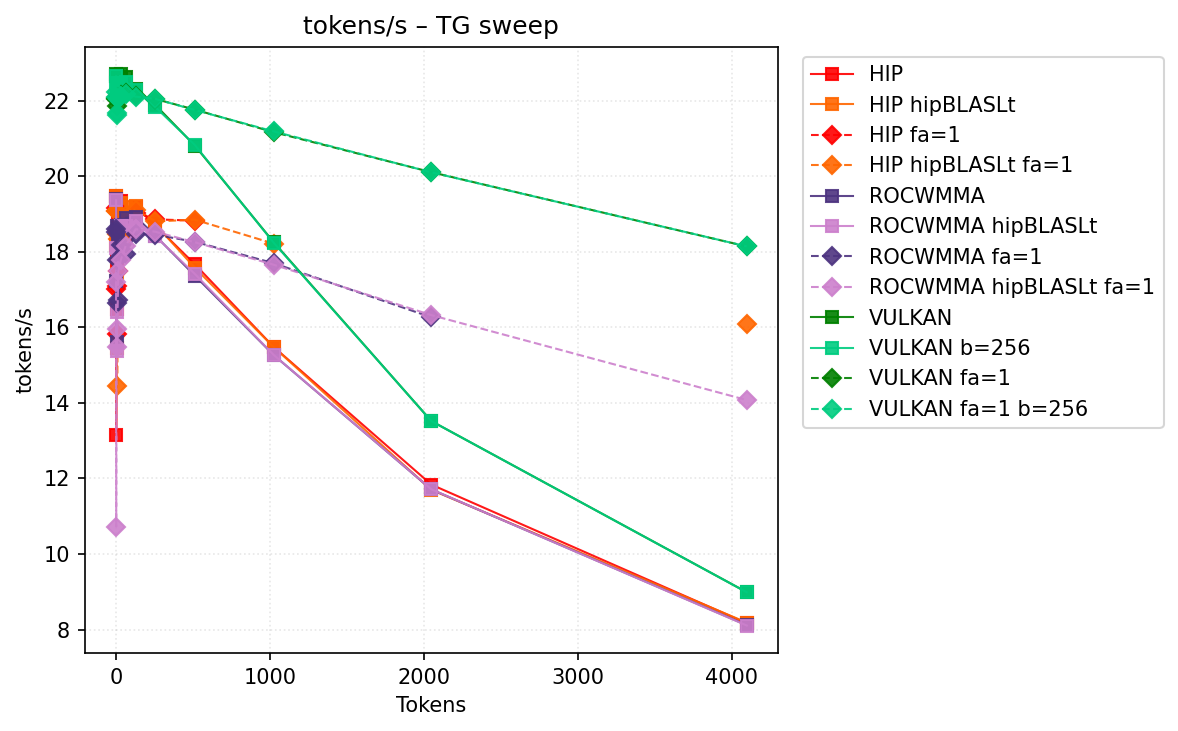 tokens/s – TG sweep
tokens/s
22
20
18
16
14
12
10
8
0
1000
2000
3000
4000
Tokens
HIP
HIP hipBLASLt
HIP fa=1
HIP hipBLASLt fa=1
ROCWMMA
ROCWMMA hipBLASLt
ROCWMMA fa=1
ROCWMMA hipBLASLt fa=1
VULKAN
VULKAN b=256
VULKAN fa=1
VULKAN fa=1 b=256